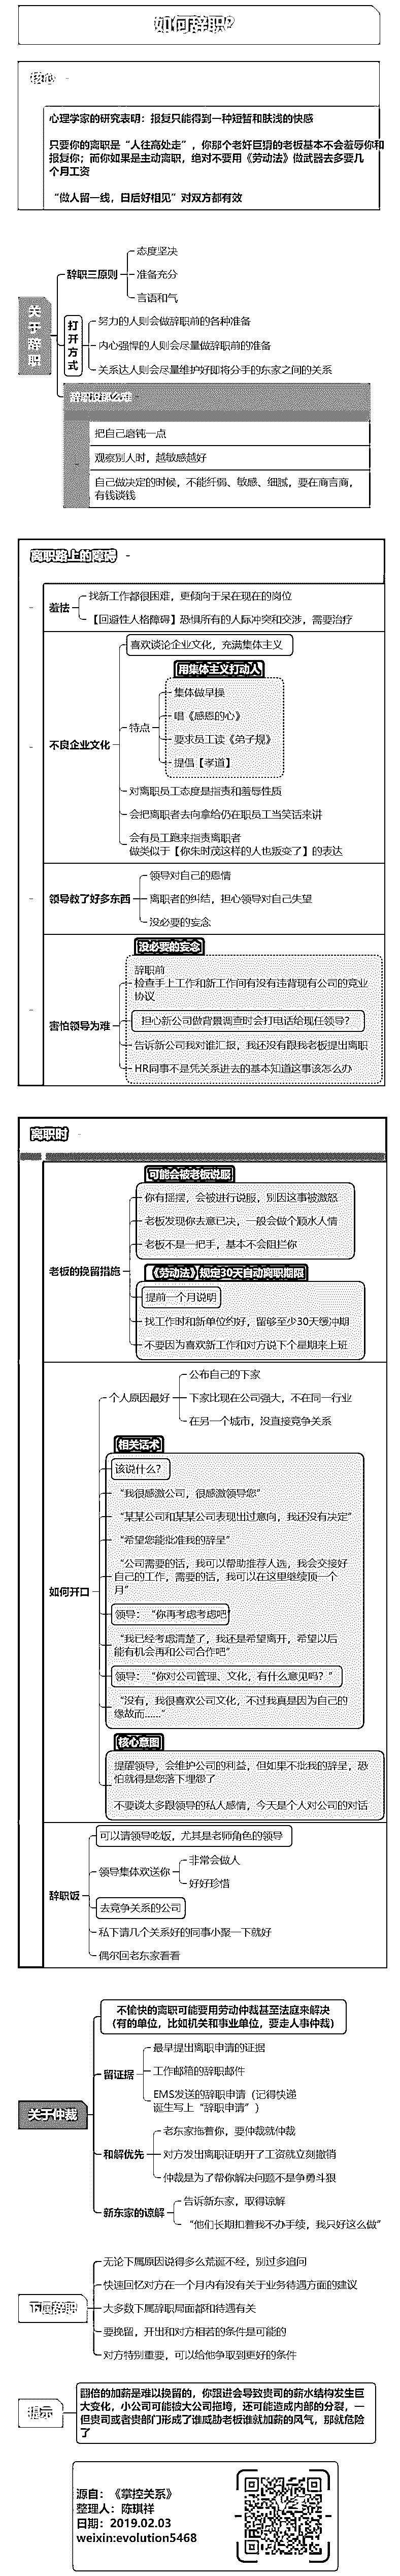 如何辞职?
核心
心理学家的研究表明：报复只能得到一种短暂和肤浅的快感
只要你的离职是“人往高处走”，你那个老奸巨猾的老板基本不会羞辱你和
报复你；而你如果是主动离职，绝对不要用《劳动法》做武器去多要几
个月工资
“做人留一线，日后好相见”对双方都有效
关于辞职
辞职三原则
态度坚决
准备充分
言语和气
打开方式
努力的人则会做辞职前的各种准备
内心强悍的人则会尽量做辞职前的准备
关系达人则会尽量维护好即将分手的东家之间的关系
辞职没那么难
把自己磨钝一点
观察别人时，越敏感越好
自己做决定的时候，不能纤弱、敏感、细腻，要在商言商，
有钱谈钱
离职路上的障碍
羞怯
找新工作都很困难，更倾向于呆在现在的岗位
【回避性人格障碍】恐惧所有的人际冲突和交涉，需要治疗
不良企业文化
喜欢谈论企业文化，充满集体主义
特点
用集体主义打动人
集体做早操
唱《感恩的心》
要求员工读《弟子规》
提倡【孝道】
对离职员工态度是指责和羞辱性质
会把离职者去向拿给仍在职员工当笑话来讲
会有员工跑来指责离职者
做类似于【你朱时茂这样的人也叛变了】的表达
领导教了好多东西
领导对自己的恩情
离职者的纠结，担心领导对自己失望
没必要的妄念
害怕领导为难
没必要的妄念
辞职前
检查手上工作和新工作间有没有违背现有公司的竞业
协议
担心新公司做背景调查时会打电话给现任领导？
告诉新公司我对谁汇报，我还没有跟我老板提出离职
HR同事不是凭关系进去的基本知道这事该怎么办
离职时
老板的挽留措施
可能会被老板说服
你有摇摆，会被进行说服，别因这事被激怒
老板发现你去意已决，一般会做个顺水人情
老板不是一把手，基本不会阻拦你
《劳动法》规定30天自动离职期限
提前一个月说明
找工作时和新单位约好，留够至少30天缓冲期
不要因为喜欢新工作和对方说下个星期来上班
如何开口
个人原因最好
公布自己的下家
下家比现在公司强大，不在同一行业
在另一个城市，没直接竞争关系
相关话术
该说什么？
“我很感激公司，很感激领导您”
“某某公司和某某公司表现出过意向，我还没有决定”
“希望您能批准我的辞呈”
“公司需要的话，我可以帮助推荐人选，我会交接好
自己的工作，需要的话，我可以在这里继续顶一个
月”
领导：“你再考虑考虑吧”
“我已经考虑清楚了，我还是希望离开，希望以后
能有机会再和公司合作吧”
领导：“你对公司管理、文化，有什么意见吗？”
“没有，我很喜欢公司文化，不过我真是因为自己的
缘故而……”
核心意图
提醒领导，会维护公司的利益，但如果不批我的辞呈，恐
怕就得是您落下埋怨了
不要谈太多跟领导的私人感情，今天是个人对公司的对话
辞职饭
可以请领导吃饭，尤其是老师角色的领导
领导集体欢送你
非常会做人
好好珍惜
去竞争关系的公司
私下请几个关系好的同事小聚一下就好
偶尔回老东家看看
关于仲裁
不愉快的离职可能要用劳动仲裁甚至法庭来解决
（有的单位，比如机关和事业单位，要走人事仲裁）
留证据
最早提出离职申请的证据
工作邮箱的辞职邮件
EMS发送的辞职申请（记得快递
诞生写上“辞职申请”）
和解优先
老东家拖着你，要仲裁就仲裁
对方发出离职证明开了工资就立刻撤销
仲裁是为了帮你解决问题不是争勇斗狠
新东家的谅解
告诉新东家，取得谅解
“他们长期扣着我不办手续，我只好这么做”
下属辞职
无论下属原因说得多么荒诞不经，别过多追问
快速回忆对方在一个月内有没有关于业务待遇方面的建议
大多数下属辞职局面都和待遇有关
要挽留，开出和对方相若的条件是可能的
对方特别重要，可以给他争取到更好的条件
提示
翻倍的加薪是难以挽留的，你跟进会导致贵司的薪水结构发生巨
大变化，小公司可能被大公司拖垮，还可能造成内部的分裂，一
但贵司或者贵部门形成了谁威胁老板谁就加薪的风气，那就危险
了
源自：《掌控关系》
整理人：陈琪祥
日期：2019.02.03
weixin:evolution5468